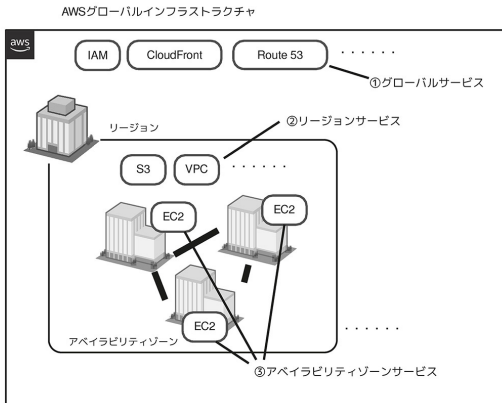 AWSグローバルインフラストラクチャ
aws
IAM
CloudFront
Route 53
・・・・・・
①グローバルサービス
リージョン
②リージョンサービス
S3
VPC
・・・・・・
EC2
EC2
EC2
アベイラビリティゾーン
・・・・・・
③アベイラビリティゾーンサービス